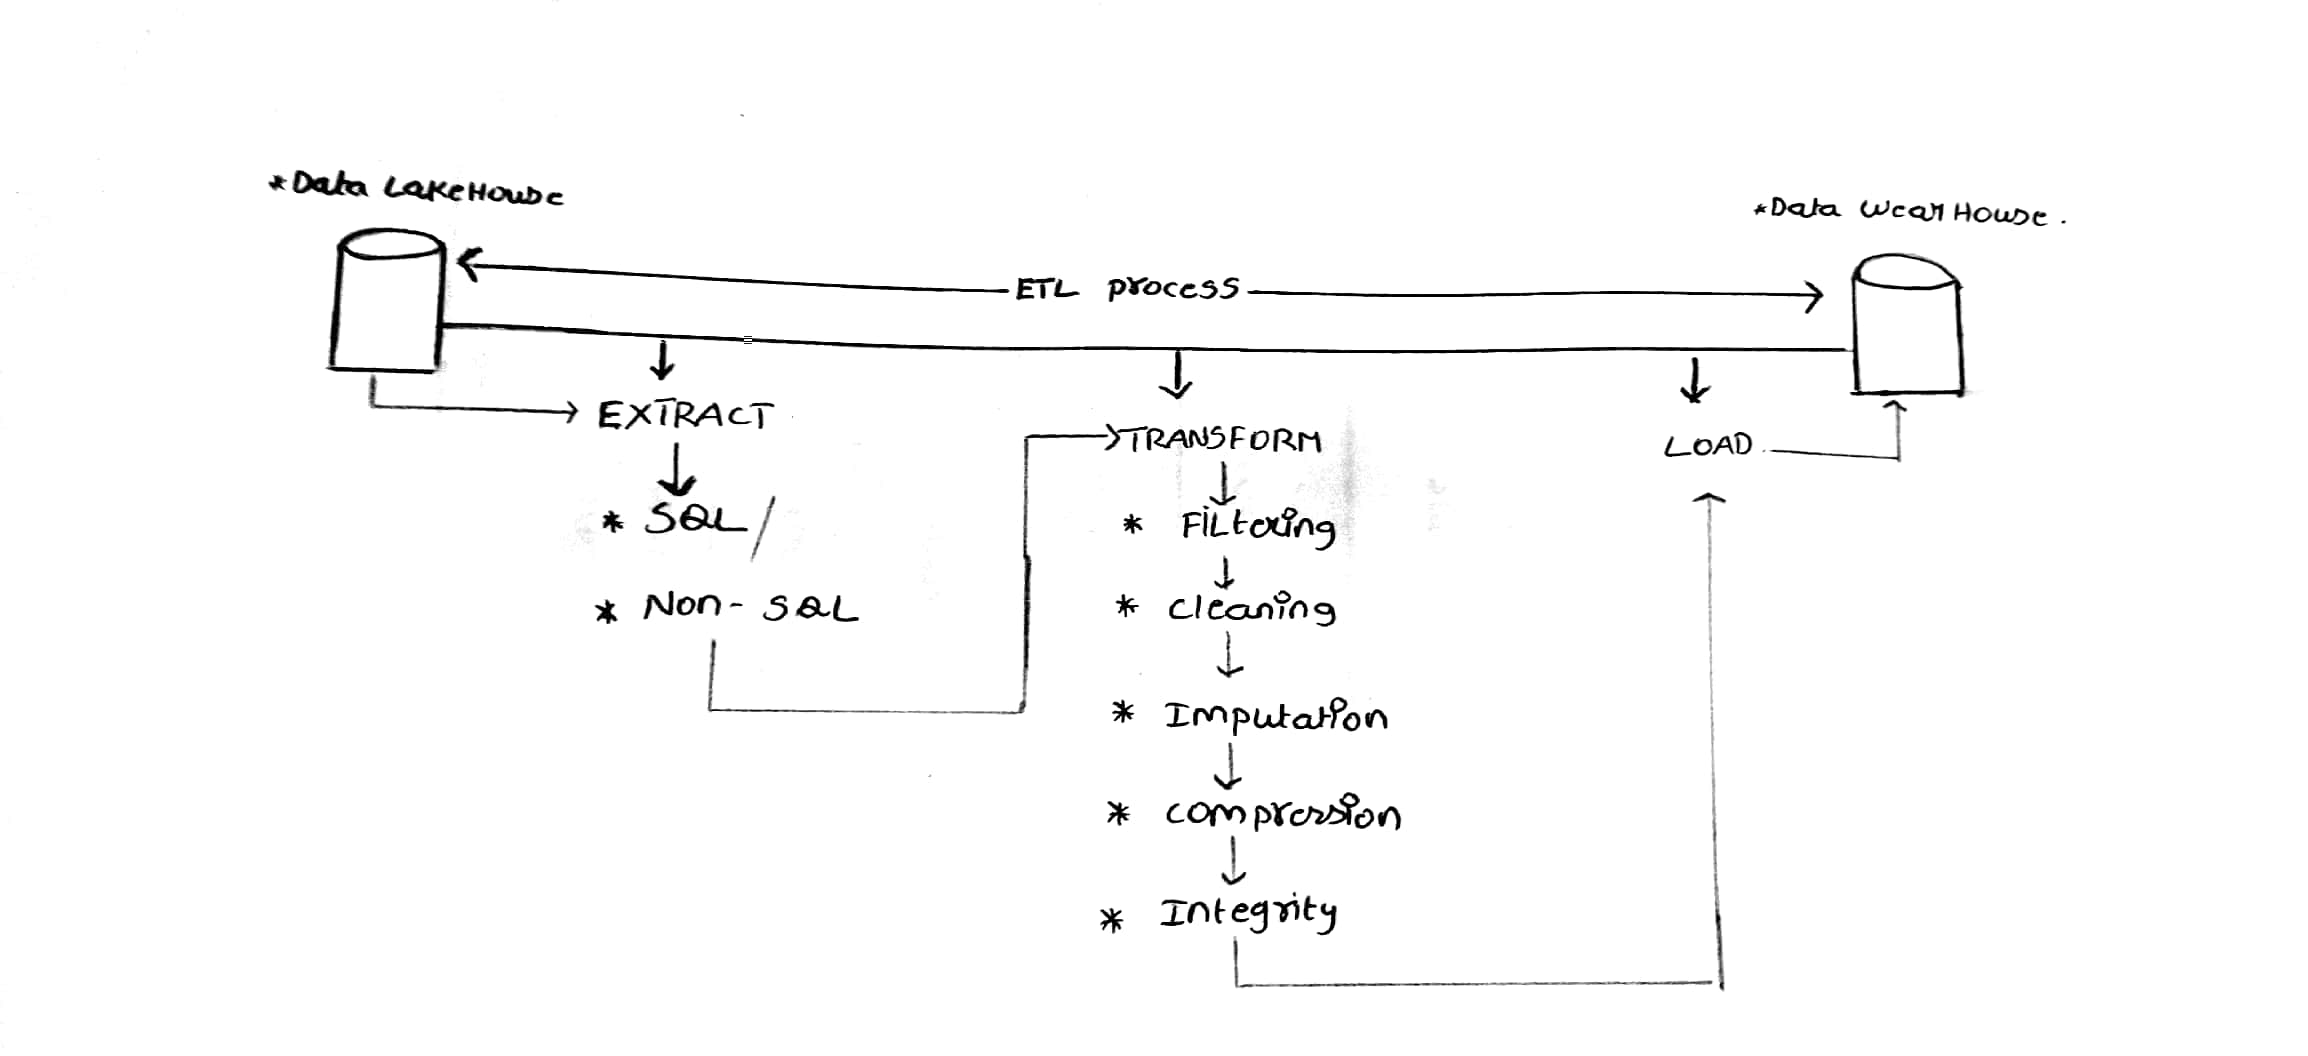 *Data LakeHouse
*Data WearHouse.
ETL process
EXTRACT
* SQL/
* Non-SQL
TRANSFORM
* Filtering
* cleaning
* Imputation
* compression
* Integrity
LOAD